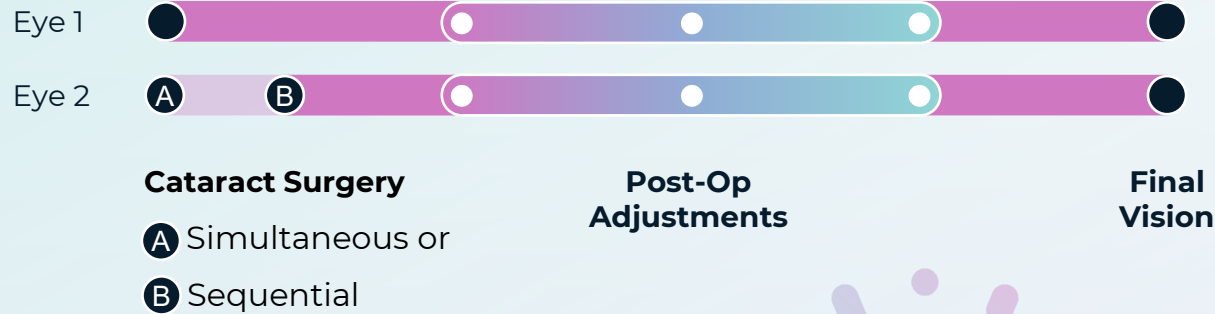 Eye 1
Eye 2 A B
Cataract Surgery
A Simultaneous or
B Sequential
Post-Op
Adjustments
Final
Vision